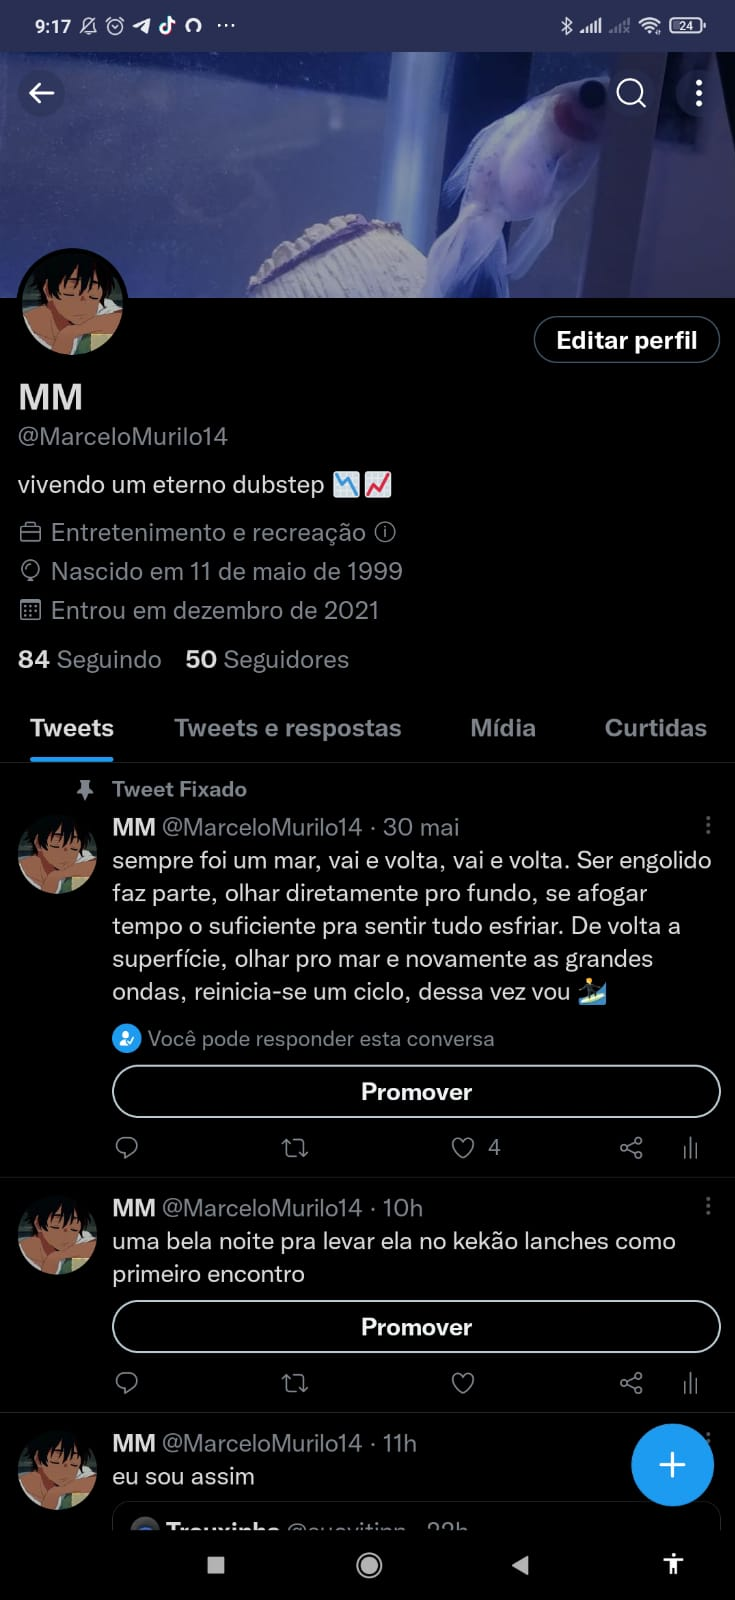 9:17
24
Editar perfil
MM
@MarceloMurilo14
vivendo um eterno dubstep 📉📈
Entretenimento e recreação
Nascido em 11 de maio de 1999
Entrou em dezembro de 2021
84 Seguindo 50 Seguidores
Tweets Tweets e respostas Mídia Curtidas
Tweet Fixado
MM @MarceloMurilo14 · 30 mai
sempre foi um mar, vai e volta, vai e volta. Ser engolido
faz parte, olhar diretamente pro fundo, se afogar
tempo o suficiente pra sentir tudo esfriar. De volta a
superfície, olhar pro mar e novamente as grandes
ondas, reinicia-se um ciclo, dessa vez vou 🏄
Você pode responder esta conversa
Promover
4
MM @MarceloMurilo14 · 10h
uma bela noite pra levar ela no kekão lanches como
primeiro encontro
Promover
MM @MarceloMurilo14 · 11h
eu sou assim